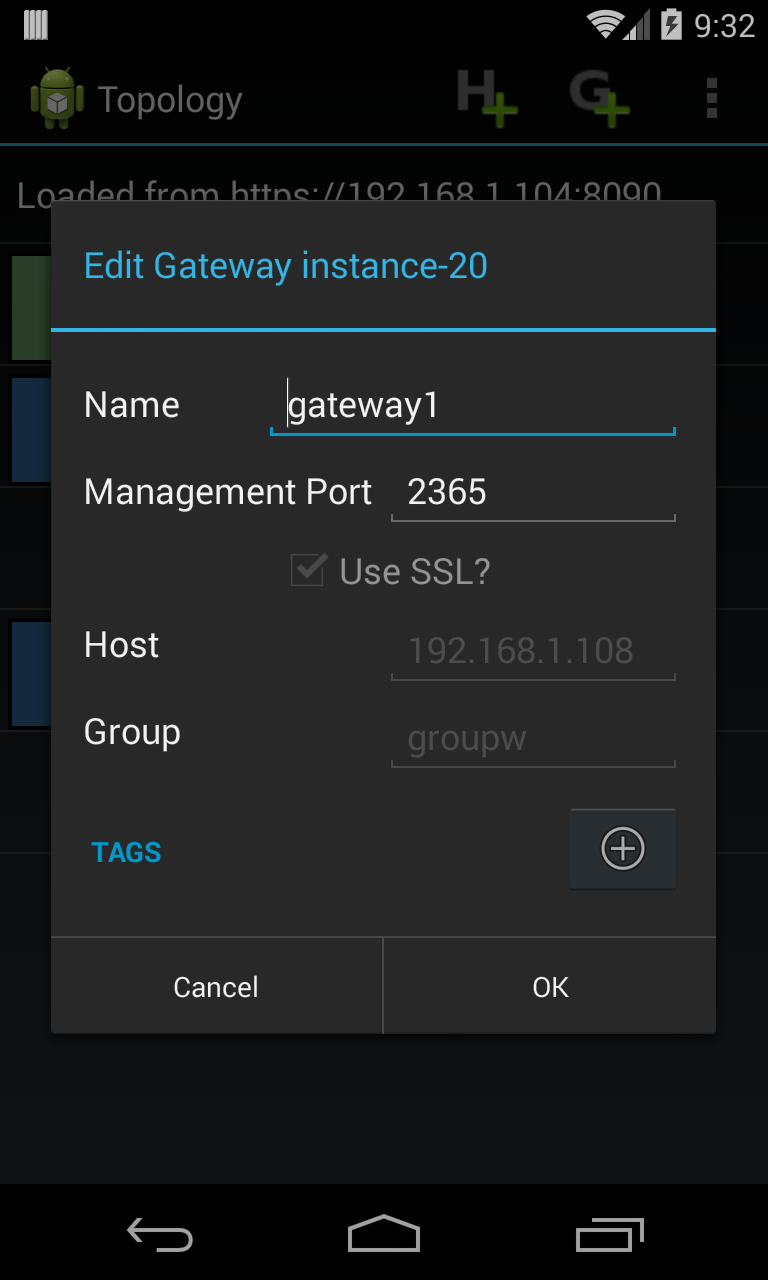 9:32
Topology
H
G
Loaded from https://192.168.1.104:8090
Edit Gateway instance-20
Name gateway1
Management Port 2365
Use SSL?
Host 192.168.1.108
Group groupw
TAGS
Cancel OK